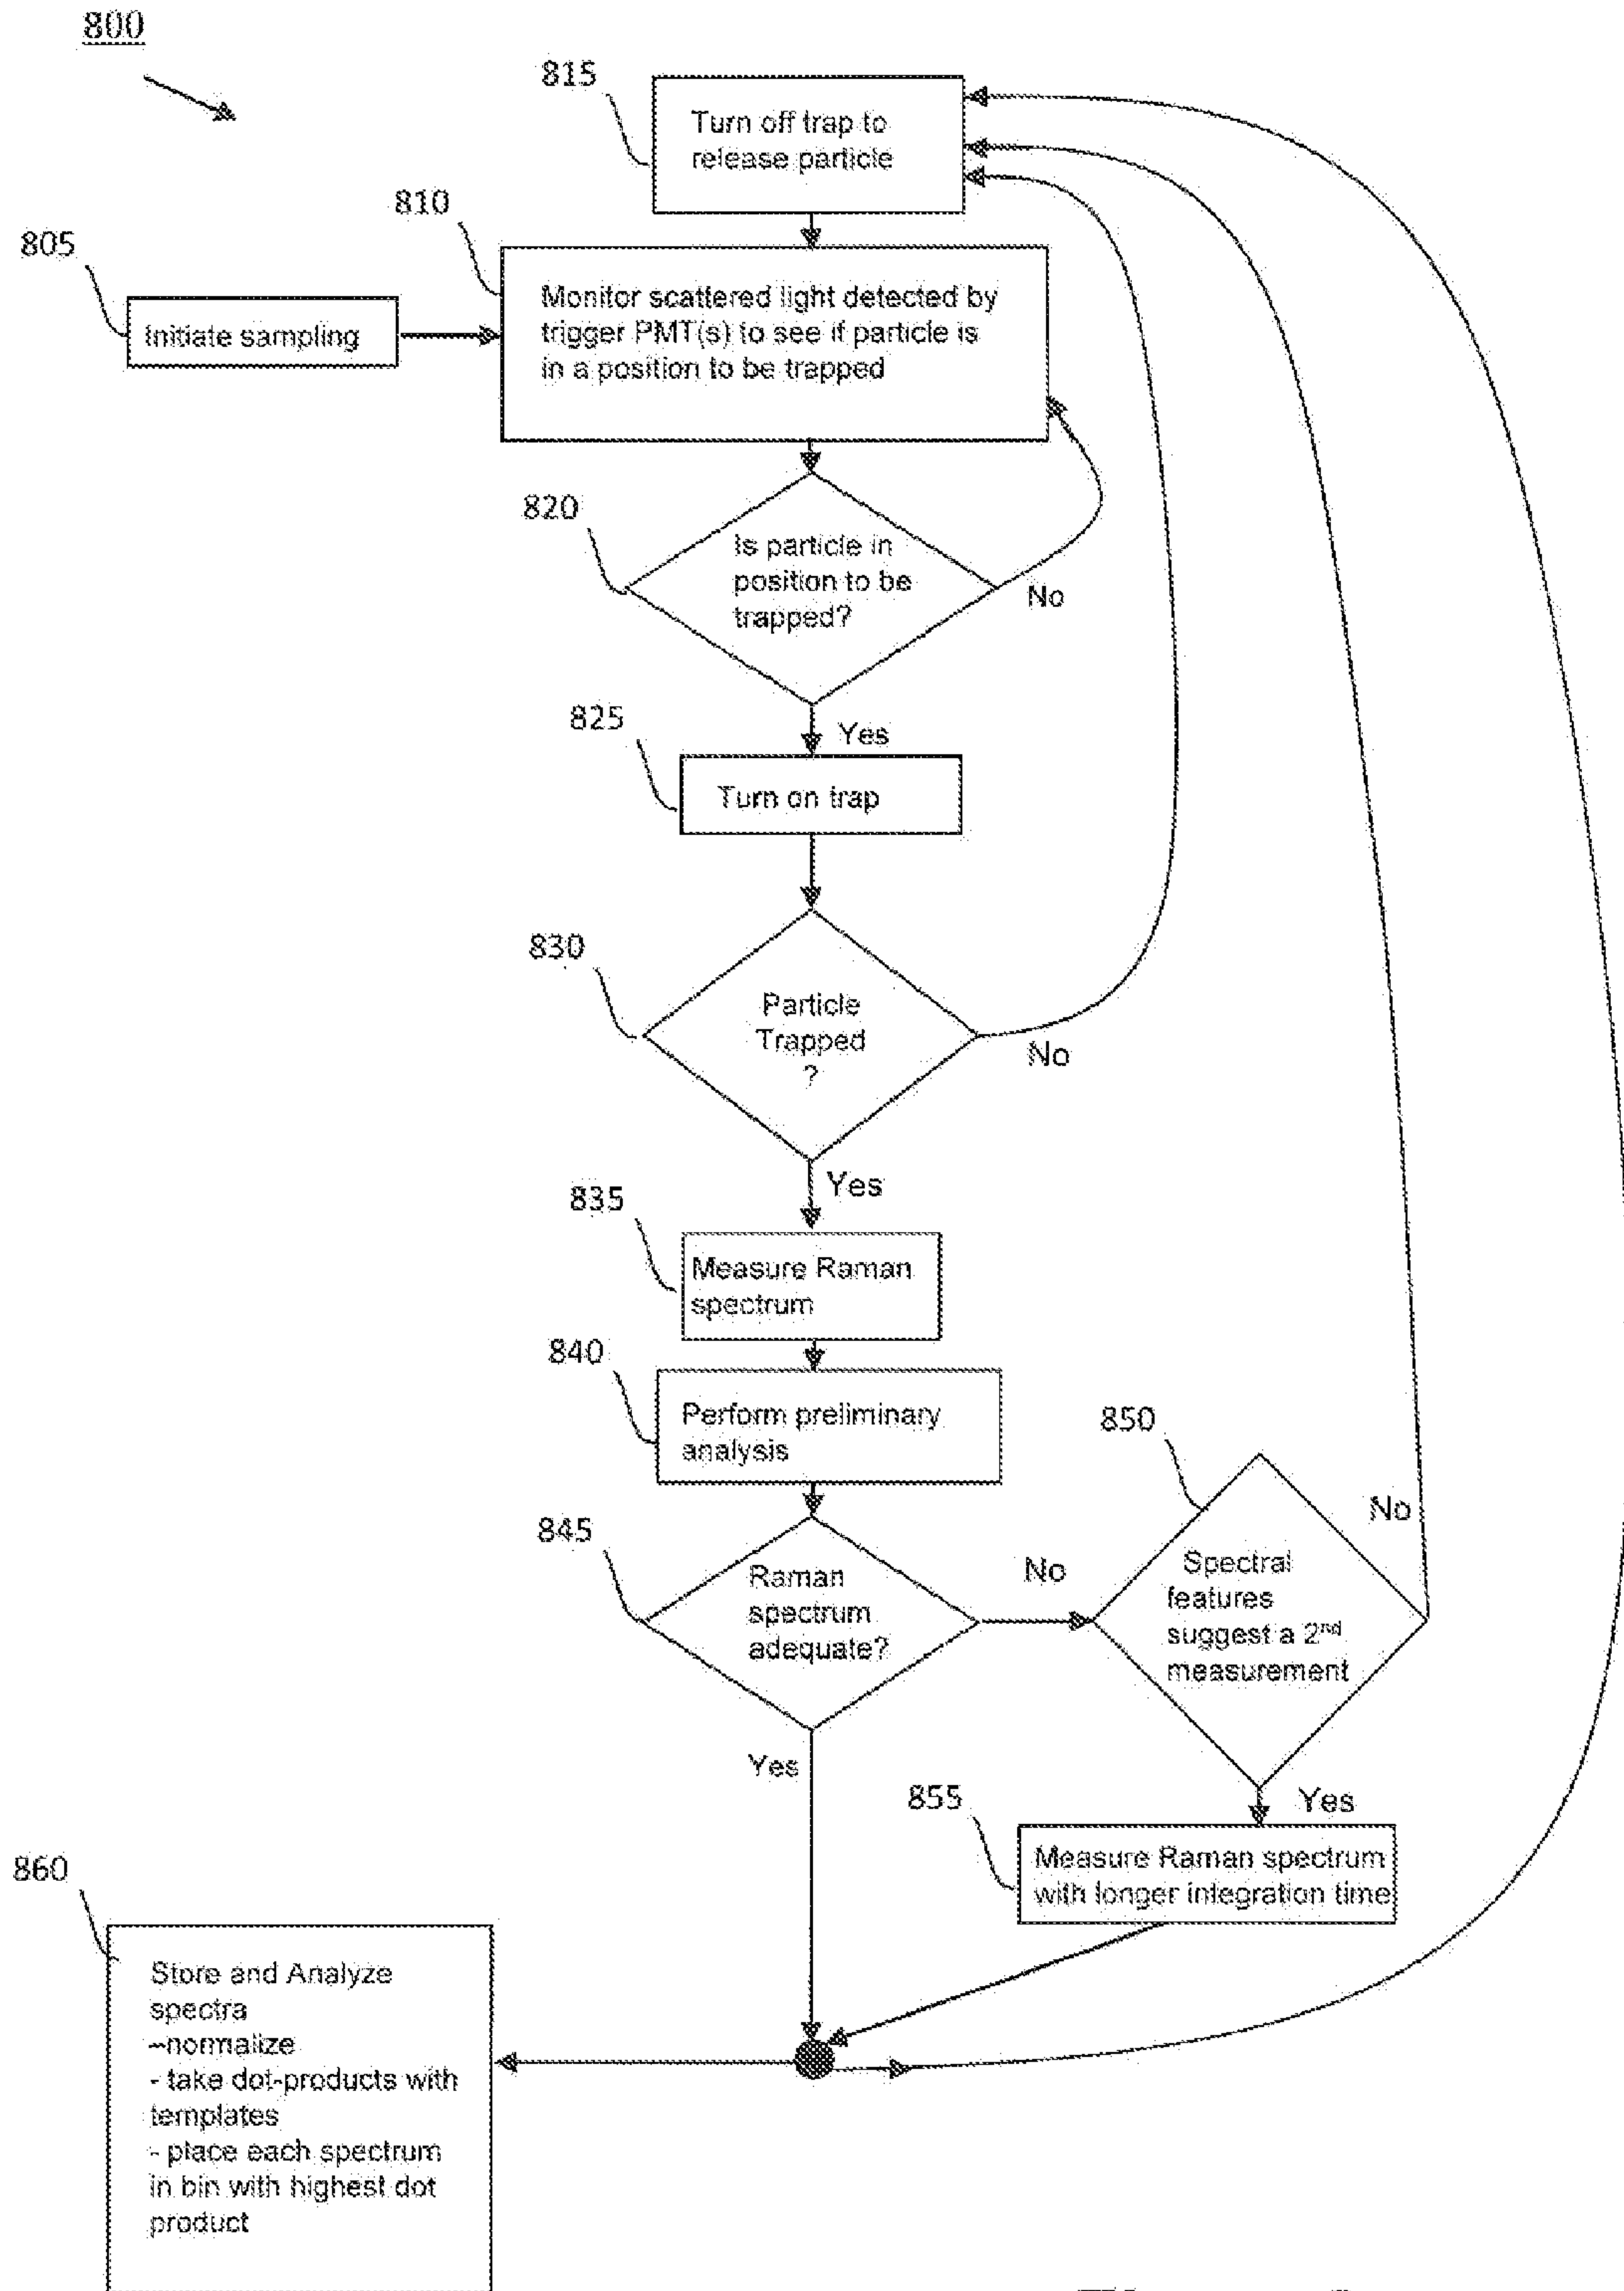 800
815
Turn off trap to
release particle
810
805
Initiate sampling
Monitor scattered light detected by
trigger PMT(s) to see if particle is
in a position to be trapped
820
Is particle in
position to be
trapped?
No
Yes
825
Turn on trap
830
Particle
Trapped
?
No
Yes
835
Measure Raman
spectrum
840
Perform preliminary
analysis
850
845
Raman
spectrum
adequate?
No
Spectral
features
suggest a 2nd
measurement
No
Yes
Yes
855
Measure Raman spectrum
with longer integration time
860
Store and Analyze
spectra
–normalize
- take dot-products with
templates
- place each spectrum
in bin with highest dot
product